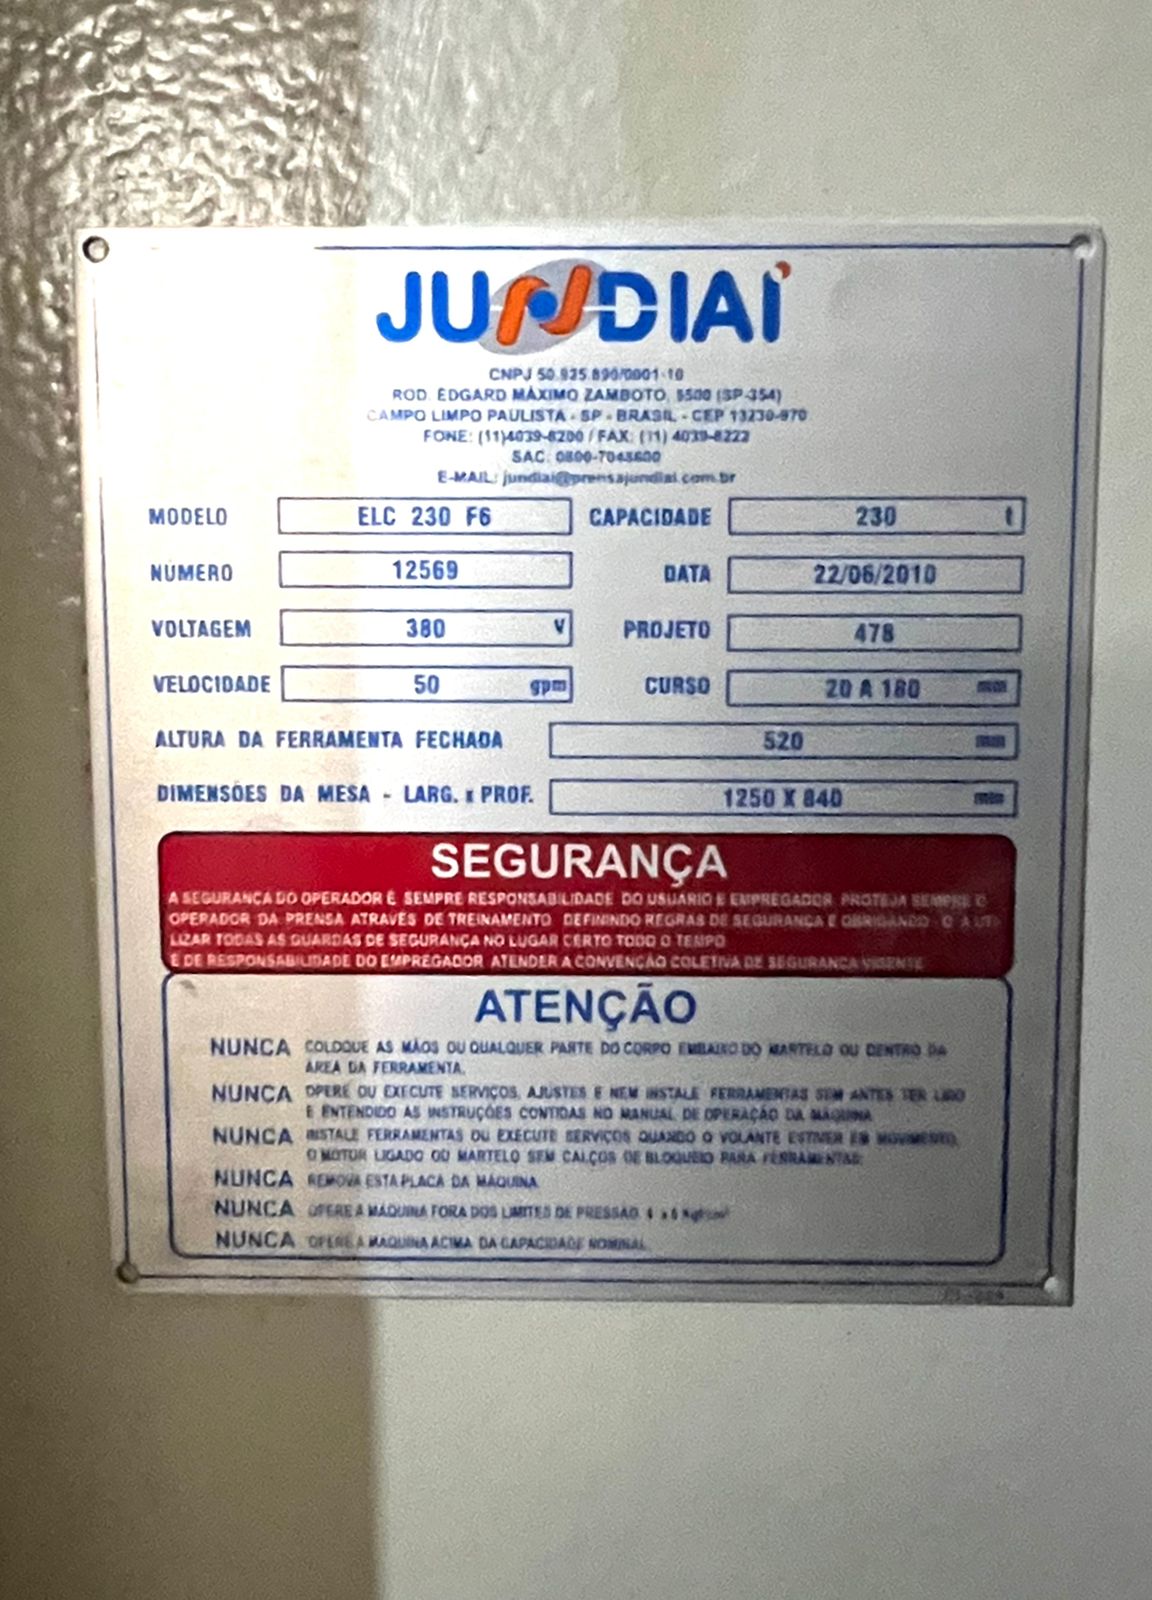 JUNDIAÍ
CNPJ 50.925.890/0001-10
ROD. EDGARD MÁXIMO ZAMBOTO, 5500 (SP-354)
CAMPO LIMPO PAULISTA - SP - BRASIL - CEP 13230-970
FONE: (11)4039-8200 / FAX: (11) 4039-8222
SAC: 0800-7048600
E-MAIL: jundiai@prensajundiai.com.br
MODELO ELC 230 F6 CAPACIDADE 230 t
NÚMERO 12569 DATA 22/06/2010
VOLTAGEM 380 V PROJETO 478
VELOCIDADE 50 gpm CURSO 20 A 180 mm
ALTURA DA FERRAMENTA FECHADA 520 mm
DIMENSÕES DA MESA - LARG. x PROF. 1250 X 840 mm
SEGURANÇA
A SEGURANÇA DO OPERADOR É SEMPRE RESPONSABILIDADE DO USUÁRIO E EMPREGADOR. PROTEJA SEMPRE O
OPERADOR DA PRENSA ATRAVÉS DE TREINAMENTO DEFININDO REGRAS DE SEGURANÇA E OBRIGANDO - O A UTI-
LIZAR TODAS AS GUARDAS DE SEGURANÇA NO LUGAR CERTO TODO O TEMPO
É DE RESPONSABILIDADE DO EMPREGADOR ATENDER A CONVENÇÃO COLETIVA DE SEGURANÇA VIGENTE
ATENÇÃO
NUNCA COLOQUE AS MÃOS OU QUALQUER PARTE DO CORPO EMBAIXO DO MARTELO OU DENTRO DA
ÁREA DA FERRAMENTA.
NUNCA OPERE OU EXECUTE SERVIÇOS, AJUSTES E NEM INSTALE FERRAMENTAS SEM ANTES TER LIDO
E ENTENDIDO AS INSTRUÇÕES CONTIDAS NO MANUAL DE OPERAÇÃO DA MÁQUINA
NUNCA INSTALE FERRAMENTAS OU EXECUTE SERVIÇOS QUANDO O VOLANTE ESTIVER EM MOVIMENTO,
O MOTOR LIGADO OU MARTELO SEM CALÇOS DE BLOQUEIO PARA FERRAMENTAS.
NUNCA REMOVA ESTA PLACA DA MÁQUINA
NUNCA OPERE A MÁQUINA FORA DOS LIMITES DE PRESSÃO
NUNCA OPERE A MÁQUINA ACIMA DA CAPACIDADE NOMINAL